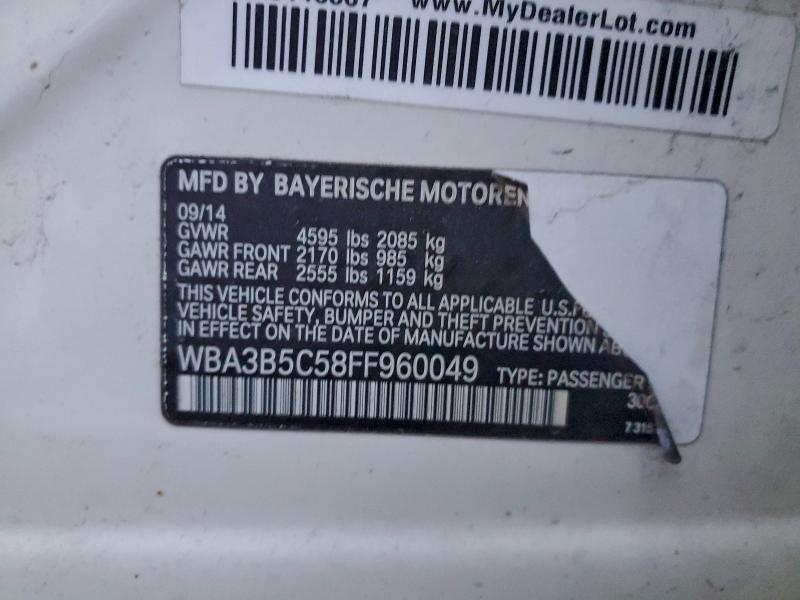 www.MyDealerLot.com
MFD BY BAYERISCHE MOTOREN
09/14
GVWR 4595 lbs 2085 kg
GAWR FRONT 2170 lbs 985 kg
GAWR REAR 2555 lbs 1159 kg
THIS VEHICLE CONFORMS TO ALL APPLICABLE U.S.
VEHICLE SAFETY, BUMPER AND THEFT PREVENTION
IN EFFECT ON THE DATE OF MANUFACTURE SHOWN
WBA3B5C58FF960049 TYPE: PASSENGER